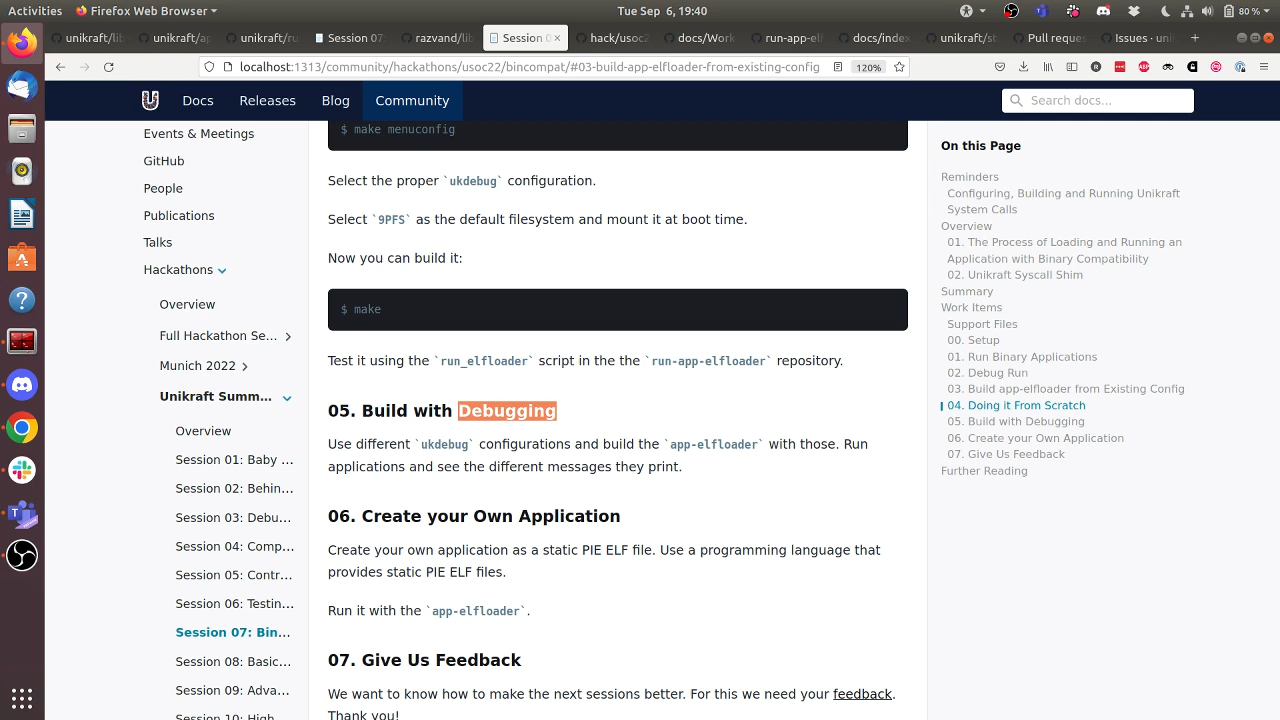 Activities
Firefox Web Browser
Tue Sep 6, 19:40
80 %
unikraft/lib
unikraft/ap
unikraft/ru
Session 07:
razvand/lib
Session 0
hack/usoc2
docs/Work
run-app-elf
docs/index
unikraft/st
Pull reques
Issues · uni
localhost:1313/community/hackathons/usoc22/bincompat/#03-build-app-elfloader-from-existing-config
120%
Docs
Releases
Blog
Community
Search docs...
Events & Meetings
GitHub
People
Publications
Talks
Hackathons
Overview
Full Hackathon Se...
Munich 2022
Unikraft Summ...
Overview
Session 01: Baby ...
Session 02: Behin...
Session 03: Debu...
Session 04: Comp...
Session 05: Contr...
Session 06: Testin...
Session 07: Bin...
Session 08: Basic...
Session 09: Adva...
Session 10: High
$ make menuconfig
Select the proper `ukdebug` configuration.
Select `9PFS` as the default filesystem and mount it at boot time.
Now you can build it:
$ make
Test it using the `run_elfloader` script in the the `run-app-elfloader` repository.
05. Build with Debugging
Use different `ukdebug` configurations and build the `app-elfloader` with those. Run
applications and see the different messages they print.
06. Create your Own Application
Create your own application as a static PIE ELF file. Use a programming language that
provides static PIE ELF files.
Run it with the `app-elfloader`.
07. Give Us Feedback
We want to know how to make the next sessions better. For this we need your feedback.
Thank you!
On this Page
Reminders
Configuring, Building and Running Unikraft
System Calls
Overview
01. The Process of Loading and Running an
Application with Binary Compatibility
02. Unikraft Syscall Shim
Summary
Work Items
Support Files
00. Setup
01. Run Binary Applications
02. Debug Run
03. Build app-elfloader from Existing Config
04. Doing it From Scratch
05. Build with Debugging
06. Create your Own Application
07. Give Us Feedback
Further Reading